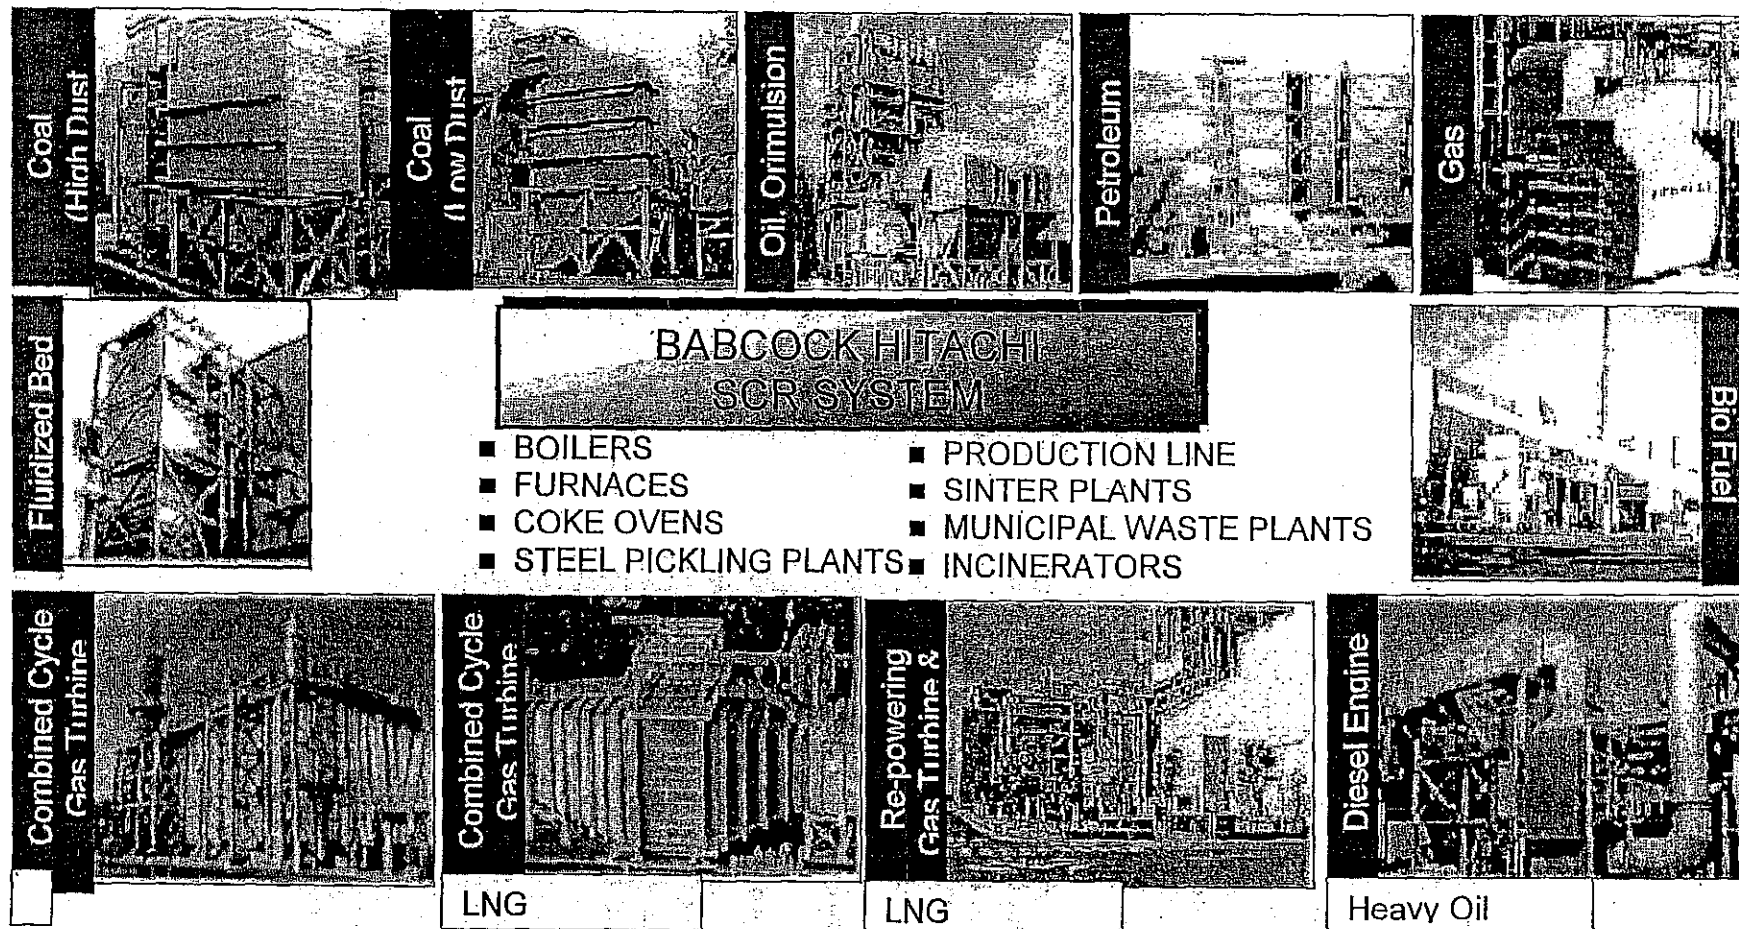 Coal
(High Dust
Coal
(Low Dust
Oil. Orimulsion
Petroleum
Gas
Fluidized Bed
BABCOCK HITACHI
SCR SYSTEM
■ BOILERS
■ FURNACES
■ COKE OVENS
■ STEEL PICKLING PLANTS
■ PRODUCTION LINE
■ SINTER PLANTS
■ MUNICIPAL WASTE PLANTS
■ INCINERATORS
Bio Fuel
Combined Cycle
Gas Turbine
Combined Cycle
Gas Turbine
LNG
Re-powering
Gas Turbine &
LNG
Diesel Engine
Heavy Oil